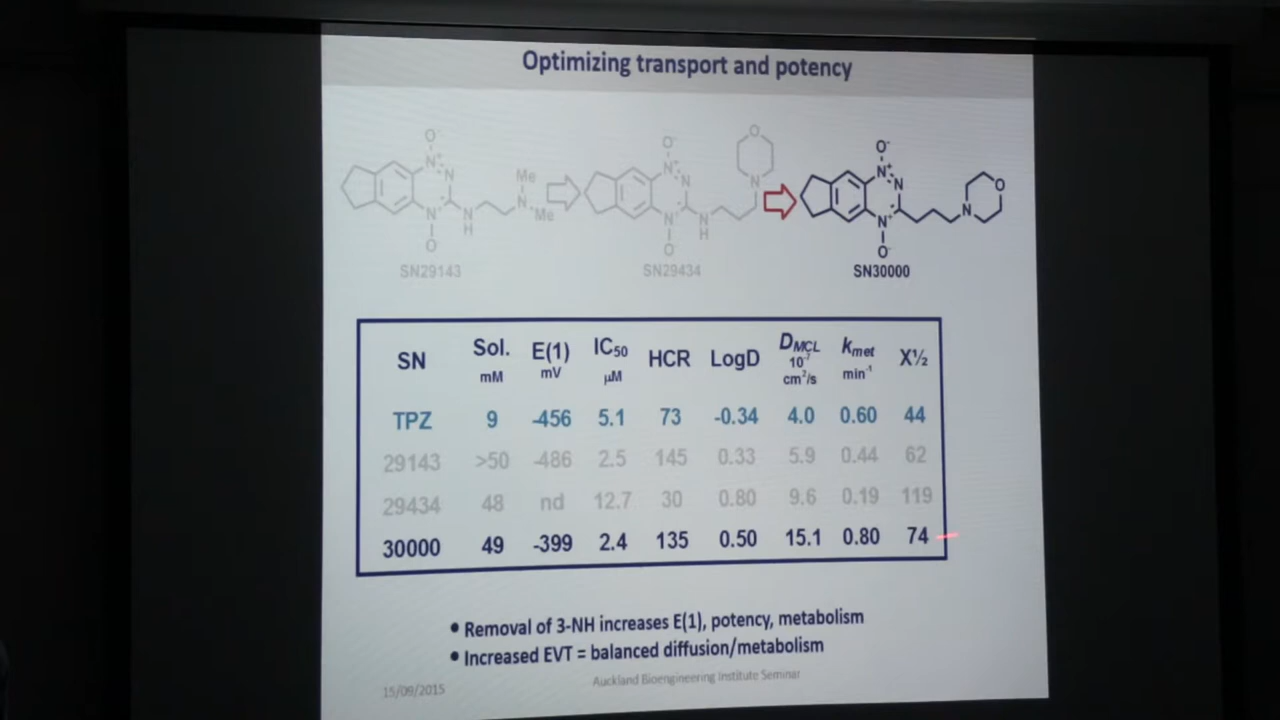 Optimizing transport and potency
O⁻
N⁺
N
N⁺
O⁻
N
H
N
Me
Me
SN29143
O⁻
N⁺
N
N⁺
O⁻
N
H
N
O
SN29434
O⁻
N⁺
N
N⁺
O⁻
N
O
SN30000
SN Sol. mM E(1) mV IC50 μM HCR LogD DMCL 10⁻⁷ cm²/s kmet min⁻¹ X½
TPZ 9 -456 5.1 73 -0.34 4.0 0.60 44
29143 >50 -486 2.5 145 0.33 5.9 0.44 62
29434 48 nd 12.7 30 0.80 9.6 0.19 119
30000 49 -399 2.4 135 0.50 15.1 0.80 74
• Removal of 3-NH increases E(1), potency, metabolism
• Increased EVT = balanced diffusion/metabolism
15/09/2015
Auckland Bioengineering Institute Seminar